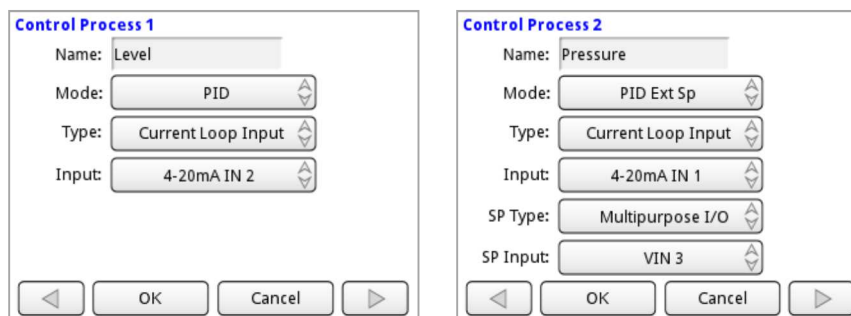 Control Process 1
Name: Level
Mode: PID
Type: Current Loop Input
Input: 4-20mA IN 2
OK Cancel
Control Process 2
Name: Pressure
Mode: PID Ext Sp
Type: Current Loop Input
Input: 4-20mA IN 1
SP Type: Multipurpose I/O
SP Input: VIN 3
OK Cancel